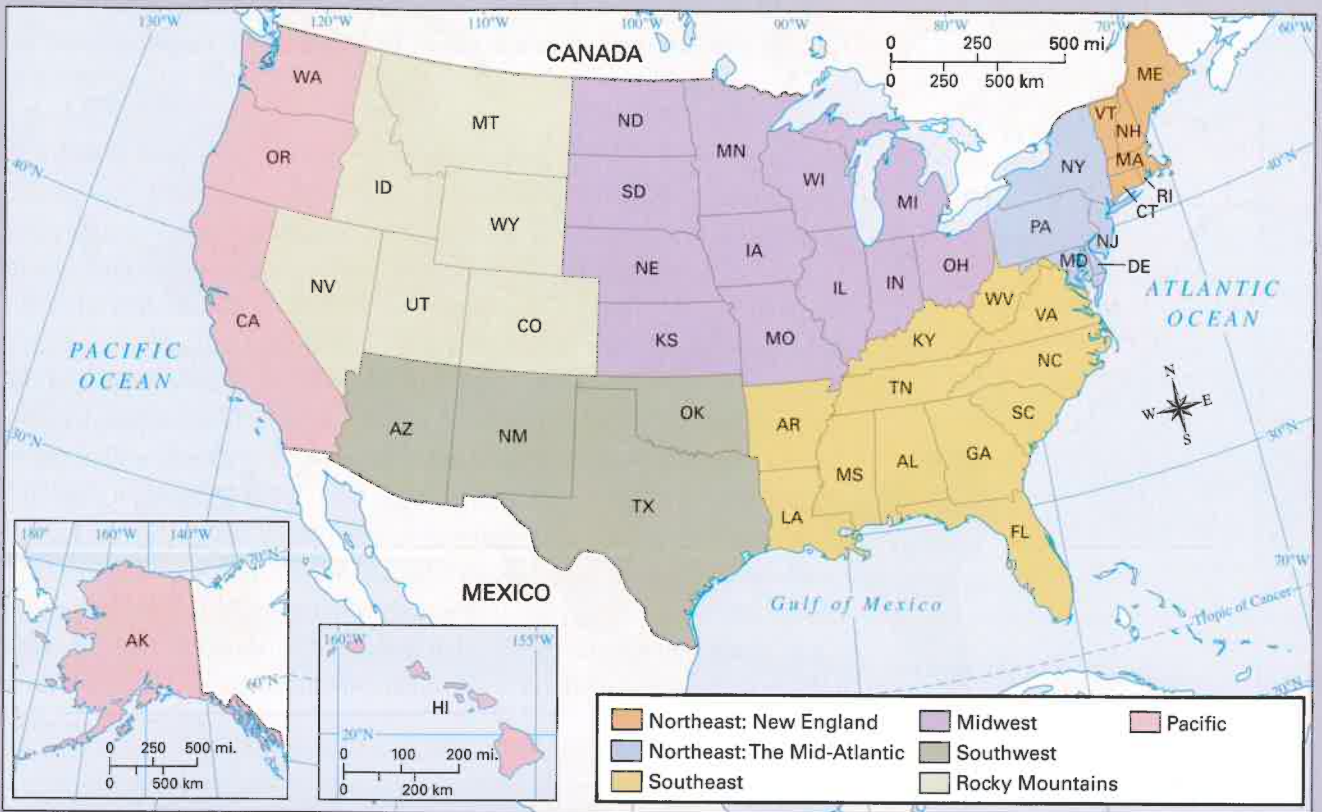 130°W
120°W
110°W
100°W
90°W
80°W
70°W
60°W
CANADA
0 250 500 mi.
0 250 500 km
WA
MT
ND
MN
ME
VT
NH
OR
ID
SD
WI
MI
NY
MA
RI
CT
40°N
40°N
WY
IA
PA
NJ
NE
OH
MD
DE
NV
UT
IL
IN
WV
ATLANTIC
OCEAN
CA
CO
KS
MO
KY
VA
PACIFIC
OCEAN
NC
TN
N
W E
S
OK
AR
SC
30°N
AZ
NM
30°N
MS
AL
GA
TX
LA
FL
70°W
MEXICO
Gulf of Mexico
Tropic of Cancer
20°N
180°
160°W
140°W
70°N
AK
60°N
0 250 500 mi.
0 500 km
160°W
155°W
HI
20°N
0 100 200 mi.
0 200 km
Northeast: New England
Midwest
Pacific
Northeast: The Mid-Atlantic
Southwest
Southeast
Rocky Mountains